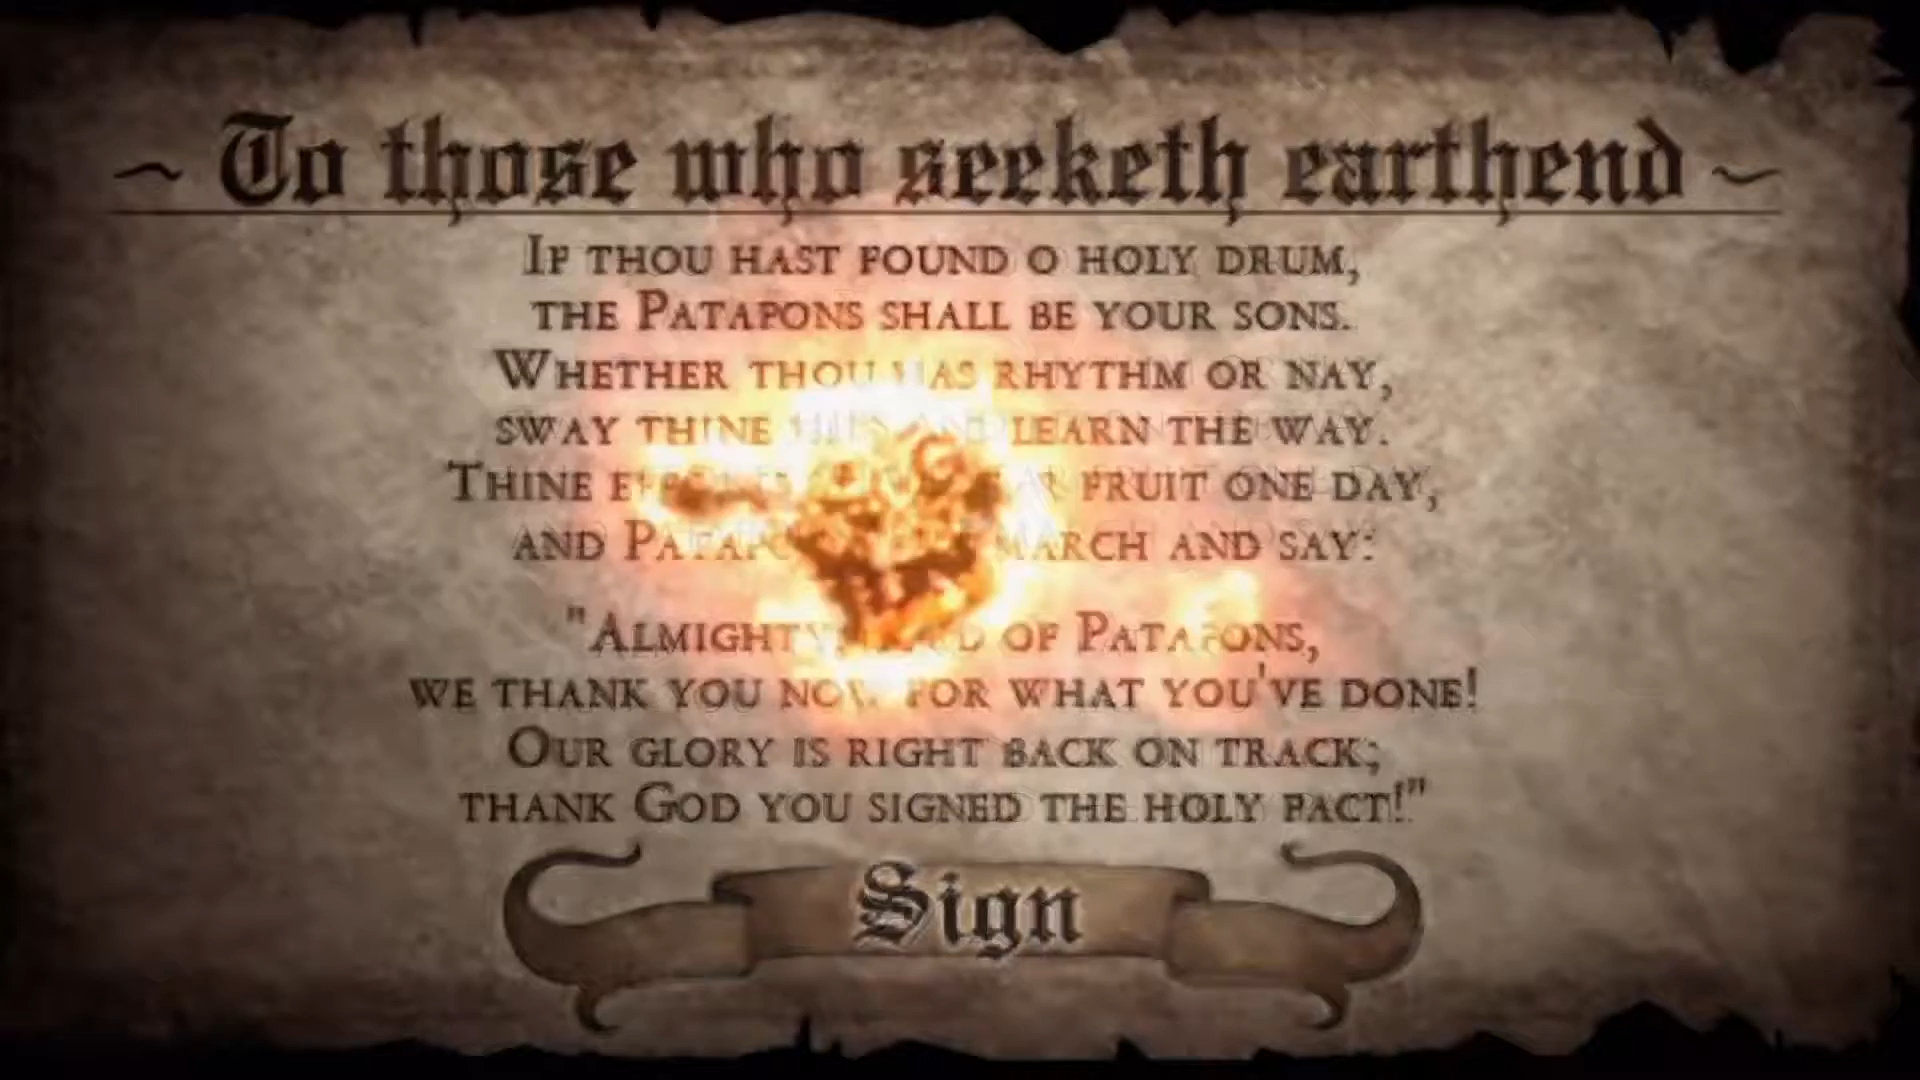 ~ To those who seeketh earthend ~
If thou hast found o holy drum,
the Patapons shall be your sons.
Whether thou has rhythm or nay,
sway thine learn the way.
Thine fruit one day,
and march and say:
"Almighty of Patapons,
we thank you now for what you've done!
Our glory is right back on track;
thank God you signed the holy pact!"
Sign